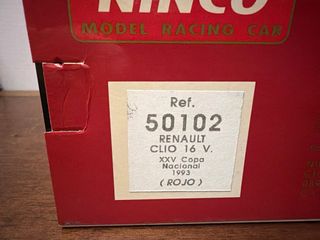 NINCO
MODEL RACING CAR
Ref.
50102
RENAULT
CLIO 16 V.
XXV Copa
Nacional
1993
( ROJO )